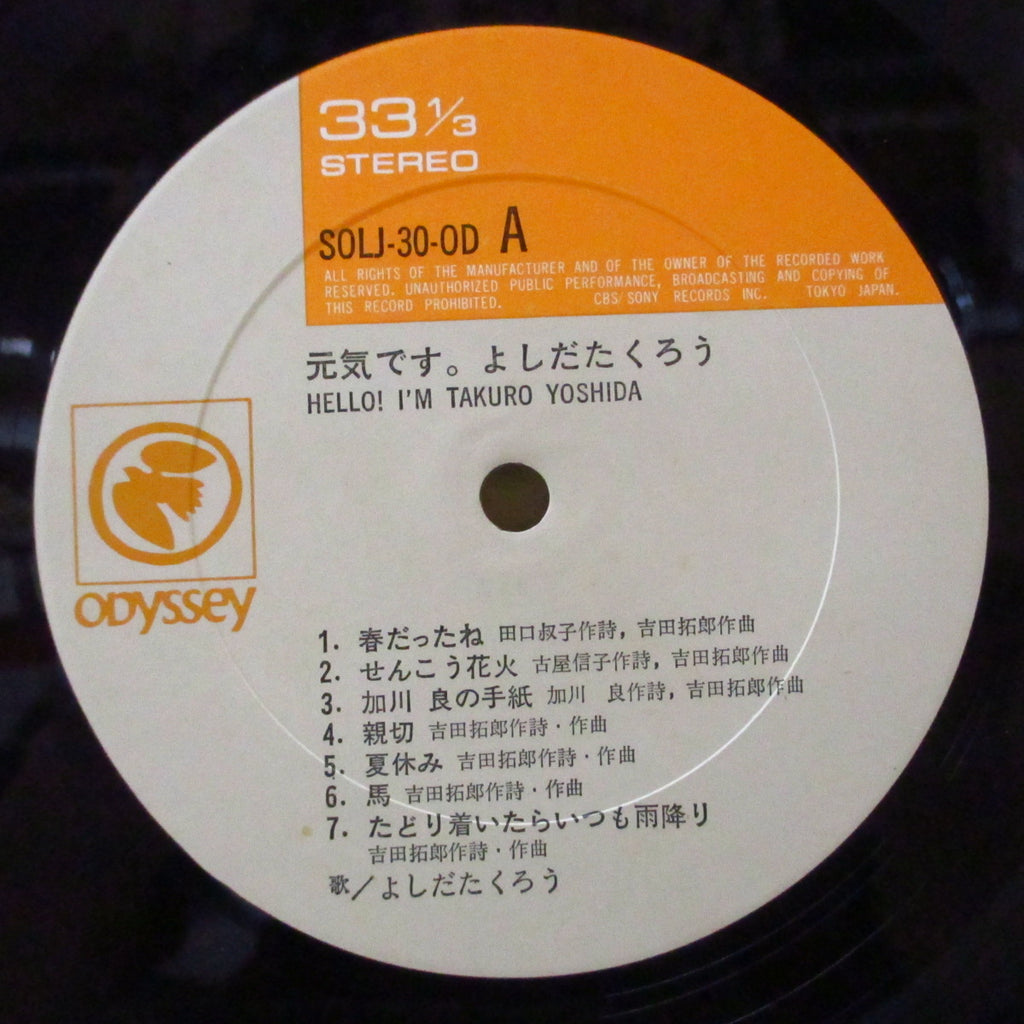 33 1/3
STEREO
SOLJ-30-OD A
ALL RIGHTS OF THE MANUFACTURER AND OF THE OWNER OF THE RECORDED WORK
RESERVED. UNAUTHORIZED PUBLIC PERFORMANCE, BROADCASTING AND COPYING OF
THIS RECORD PROHIBITED. CBS/SONY RECORDS INC. TOKYO JAPAN.
元気です。よしだたくろう
HELLO! I'M TAKURO YOSHIDA
ODYSSEY
1. 春だったね 田口叔子作詩, 吉田拓郎作曲
2. せんこう花火 古屋信子作詩, 吉田拓郎作曲
3. 加川 良の手紙 加川 良作詩, 吉田拓郎作曲
4. 親切 吉田拓郎作詩・作曲
5. 夏休み 吉田拓郎作詩・作曲
6. 馬 吉田拓郎作詩・作曲
7. たどり着いたらいつも雨降り
吉田拓郎作詩・作曲
歌/よしだたくろう